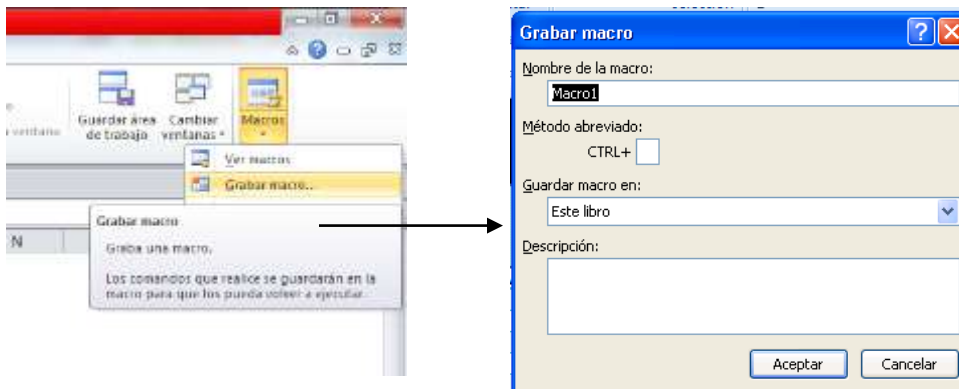 Guardar área
de trabajo
Cambiar
ventanas
Macros
Ver macros
Grabar macro...
Grabar macro
Graba una macro.
Los comandos que realice se guardarán en la
macro para que los pueda volver a ejecutar.
N
Grabar macro
Nombre de la macro:
Macro1
Método abreviado:
CTRL+
Guardar macro en:
Este libro
Descripción:
Aceptar
Cancelar